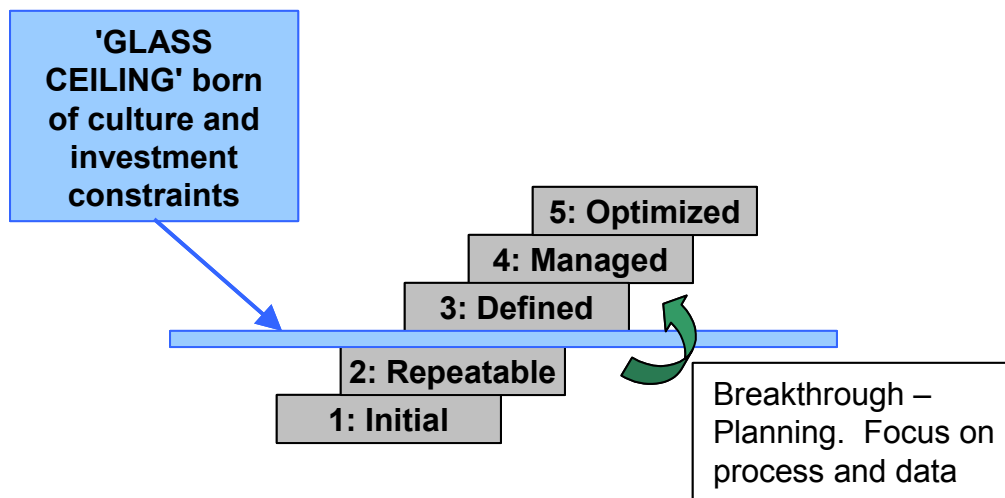 'GLASS
CEILING' born
of culture and
investment
constraints
5: Optimized
4: Managed
3: Defined
2: Repeatable
1: Initial
Breakthrough –
Planning.  Focus on
process and data